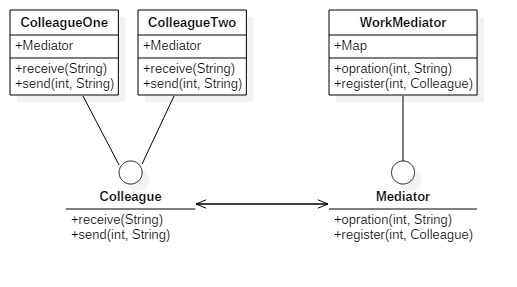 ColleagueOne
+Mediator
+receive(String)
+send(int, String)
ColleagueTwo
+Mediator
+receive(String)
+send(int, String)
WorkMediator
+Map
+opration(int, String)
+register(int, Colleague)
Colleague
+receive(String)
+send(int, String)
Mediator
+opration(int, String)
+register(int, Colleague)